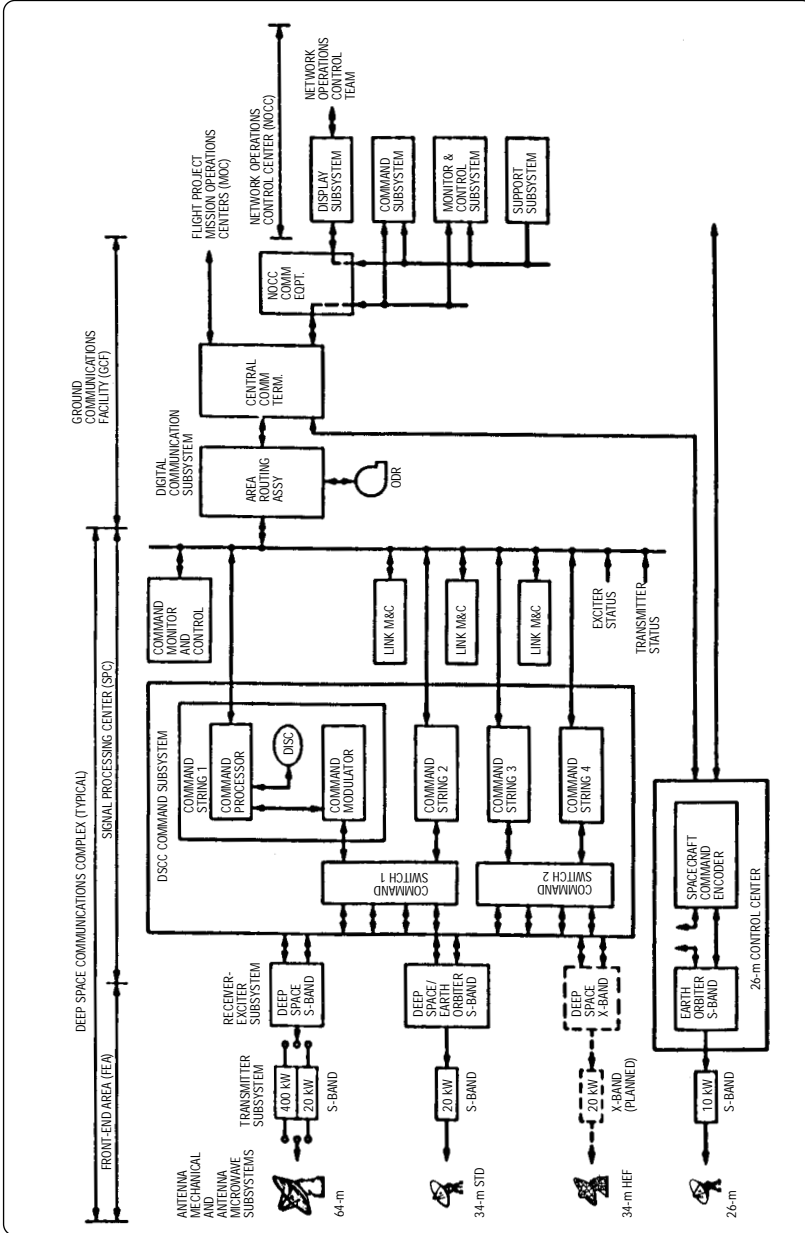 DEEP SPACE COMMUNICATIONS COMPLEX (TYPICAL)
FRONT-END AREA (FEA)
SIGNAL PROCESSING CENTER (SPC)
GROUND
COMMUNICATIONS
FACILITY (GCF)
NETWORK OPERATIONS
CONTROL CENTER (NOCC)
ANTENNA
MECHANICAL
AND
ANTENNA
MICROWAVE
SUBSYSTEMS
TRANSMITTER
SUBSYSTEM
RECEIVER-
EXCITER
SUBSYSTEM
DIGITAL
COMMUNICATION
SUBSYSTEM
FLIGHT PROJECT
MISSION OPERATIONS
CENTERS (MOC)
NETWORK
OPERATIONS
CONTROL
TEAM
64-m
400 kW
20 kW
S-BAND
DEEP
SPACE
S-BAND
DSCC COMMAND SUBSYSTEM
COMMAND
STRING 1
COMMAND
PROCESSOR
DISC
COMMAND
MODULATOR
COMMAND
SWITCH 1
COMMAND
STRING 2
COMMAND
STRING 3
COMMAND
STRING 4
COMMAND
SWITCH 2
COMMAND
MONITOR
AND
CONTROL
LINK M&C
LINK M&C
LINK M&C
EXCITER
STATUS
TRANSMITTER
STATUS
AREA
ROUTING
ASSY
ODR
CENTRAL
COMM
TERM.
NOCC
COMM
EQPT.
DISPLAY
SUBSYSTEM
COMMAND
SUBSYSTEM
MONITOR &
CONTROL
SUBSYSTEM
SUPPORT
SUBSYSTEM
34-m STD
20 kW
S-BAND
DEEP
SPACE/
EARTH
ORBITER
S-BAND
34-m HEF
20 kW
X-BAND
(PLANNED)
DEEP
SPACE
X-BAND
26-m
10 kW
S-BAND
EARTH
ORBITER
S-BAND
SPACECRAFT
COMMAND
ENCODER
26-m CONTROL CENTER